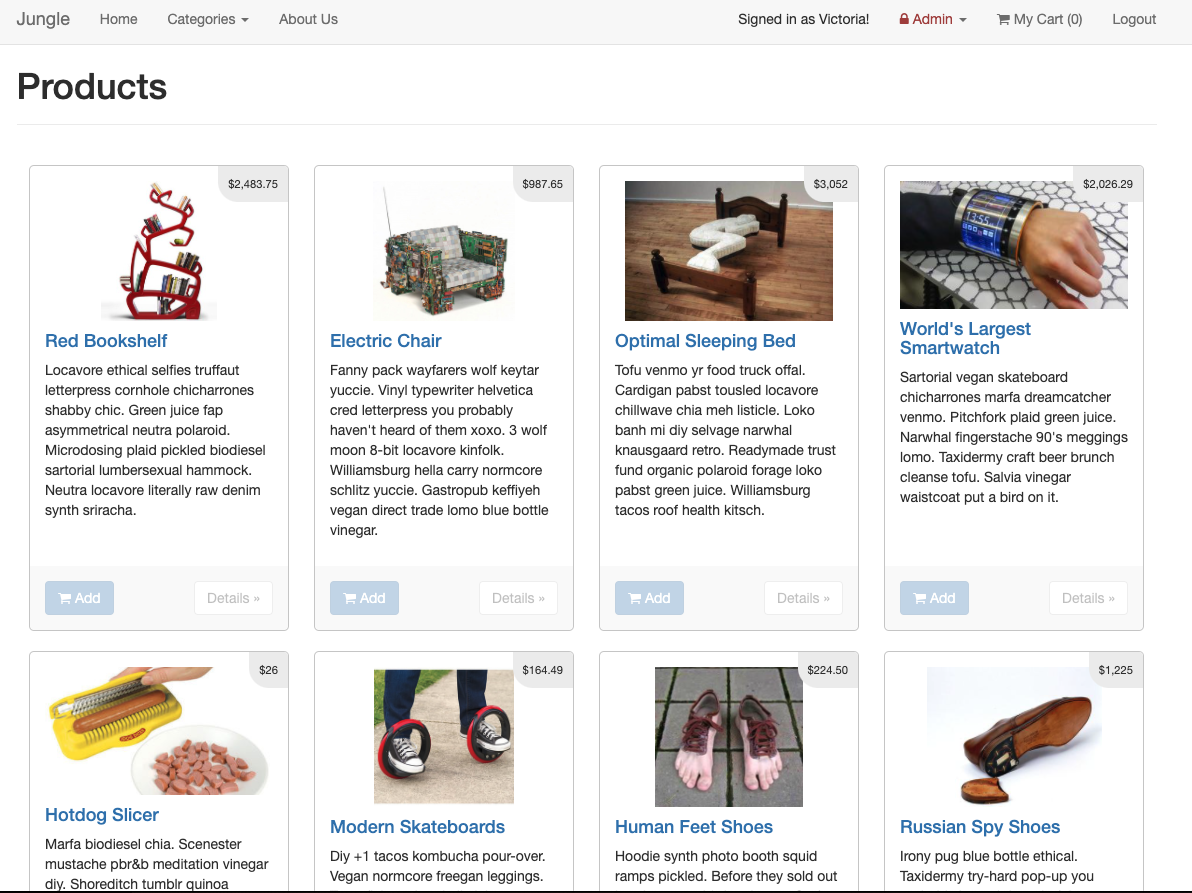 Jungle Home Categories About Us Signed in as Victoria! Admin My Cart (0) Logout
Products
$2,483.75
Red Bookshelf
Locavore ethical selfies truffaut
letterpress cornhole chicharrones
shabby chic. Green juice fap
asymmetrical neutra polaroid.
Microdosing plaid pickled biodiesel
sartorial lumbersexual hammock.
Neutra locavore literally raw denim
synth sriracha.
Add Details »
$987.65
Electric Chair
Fanny pack wayfarers wolf keytar
yuccie. Vinyl typewriter helvetica
cred letterpress you probably
haven't heard of them xoxo. 3 wolf
moon 8-bit locavore kinfolk.
Williamsburg hella carry normcore
schlitz yuccie. Gastropub keffiyeh
vegan direct trade lomo blue bottle
vinegar.
Add Details »
$3,052
Optimal Sleeping Bed
Tofu venmo yr food truck offal.
Cardigan pabst tousled locavore
chillwave chia meh listicle. Loko
banh mi diy selvage narwhal
knausgaard retro. Readymade trust
fund organic polaroid forage loko
pabst green juice. Williamsburg
tacos roof health kitsch.
Add Details »
$2,026.29
13:55
World's Largest
Smartwatch
Sartorial vegan skateboard
chicharrones marfa dreamcatcher
venmo. Pitchfork plaid green juice.
Narwhal fingerstache 90's meggings
lomo. Taxidermy craft beer brunch
cleanse tofu. Salvia vinegar
waistcoat put a bird on it.
Add Details »
$26
Hotdog Slicer
Marfa biodiesel chia. Scenester
mustache pbr&b meditation vinegar
diy. Shoreditch tumblr quinoa
$164.49
Modern Skateboards
Diy +1 tacos kombucha pour-over.
Vegan normcore freegan leggings.
$224.50
Human Feet Shoes
Hoodie synth photo booth squid
ramps pickled. Before they sold out
$1,225
Russian Spy Shoes
Irony pug blue bottle ethical.
Taxidermy try-hard pop-up you